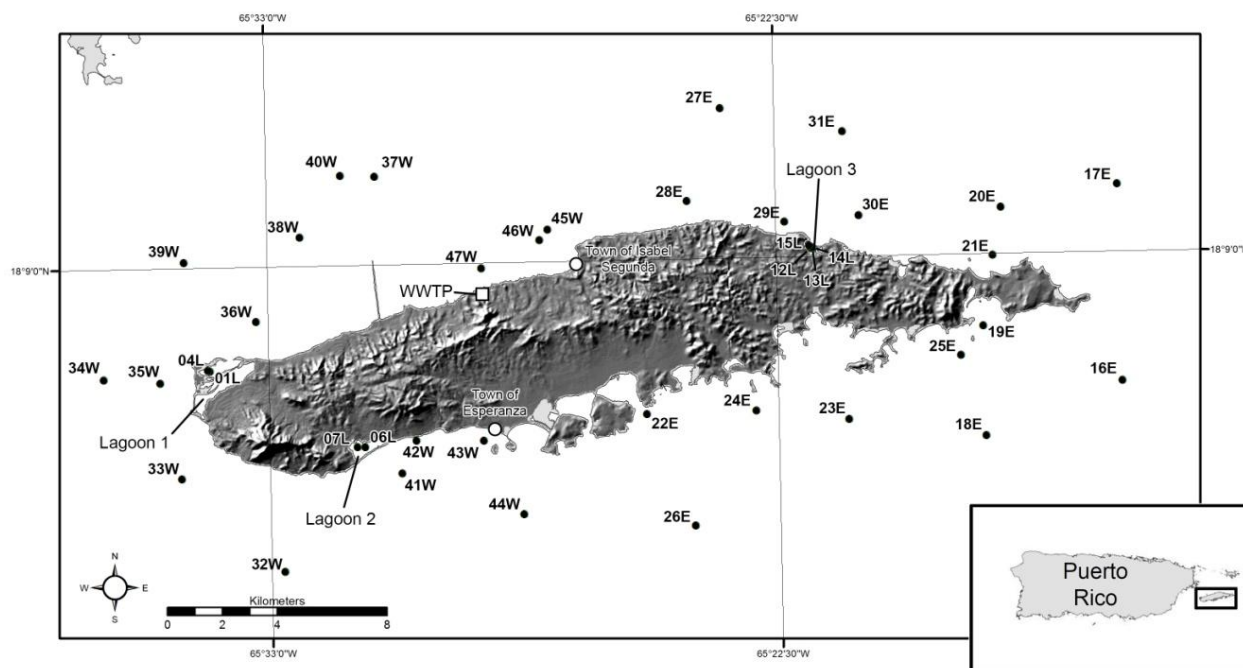 65°33'0"W
65°22'30"W
27E
31E
40W
37W
Lagoon 3
17E
28E
30E
20E
29E
38W
45W
46W
15L
Town of Isabel
Segunda
14L
21E
39W
18°9'0"N
47W
12L
13L
18°9'0"N
WWTP
36W
19E
25E
04L
34W
35W
01L
16E
Town of
Esperanza
24E
22E
23E
Lagoon 1
18E
07L
06L
42W
43W
33W
41W
Lagoon 2
44W
26E
N
W
E
S
32W
Kilometers
0
2
4
8
Puerto
Rico
65°33'0"W
65°22'30"W